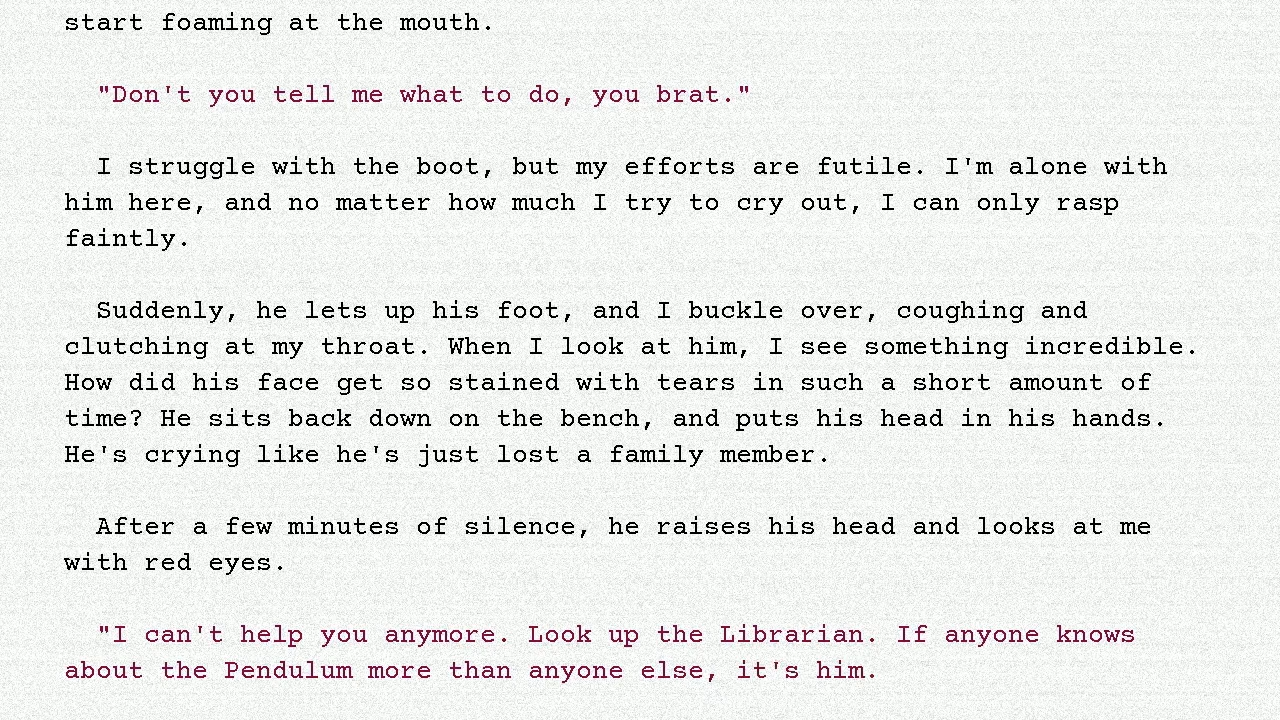 start foaming at the mouth.
"Don't you tell me what to do, you brat."
I struggle with the boot, but my efforts are futile. I'm alone with
him here, and no matter how much I try to cry out, I can only rasp
faintly.
Suddenly, he lets up his foot, and I buckle over, coughing and
clutching at my throat. When I look at him, I see something incredible.
How did his face get so stained with tears in such a short amount of
time? He sits back down on the bench, and puts his head in his hands.
He's crying like he's just lost a family member.
After a few minutes of silence, he raises his head and looks at me
with red eyes.
"I can't help you anymore. Look up the Librarian. If anyone knows
about the Pendulum more than anyone else, it's him.